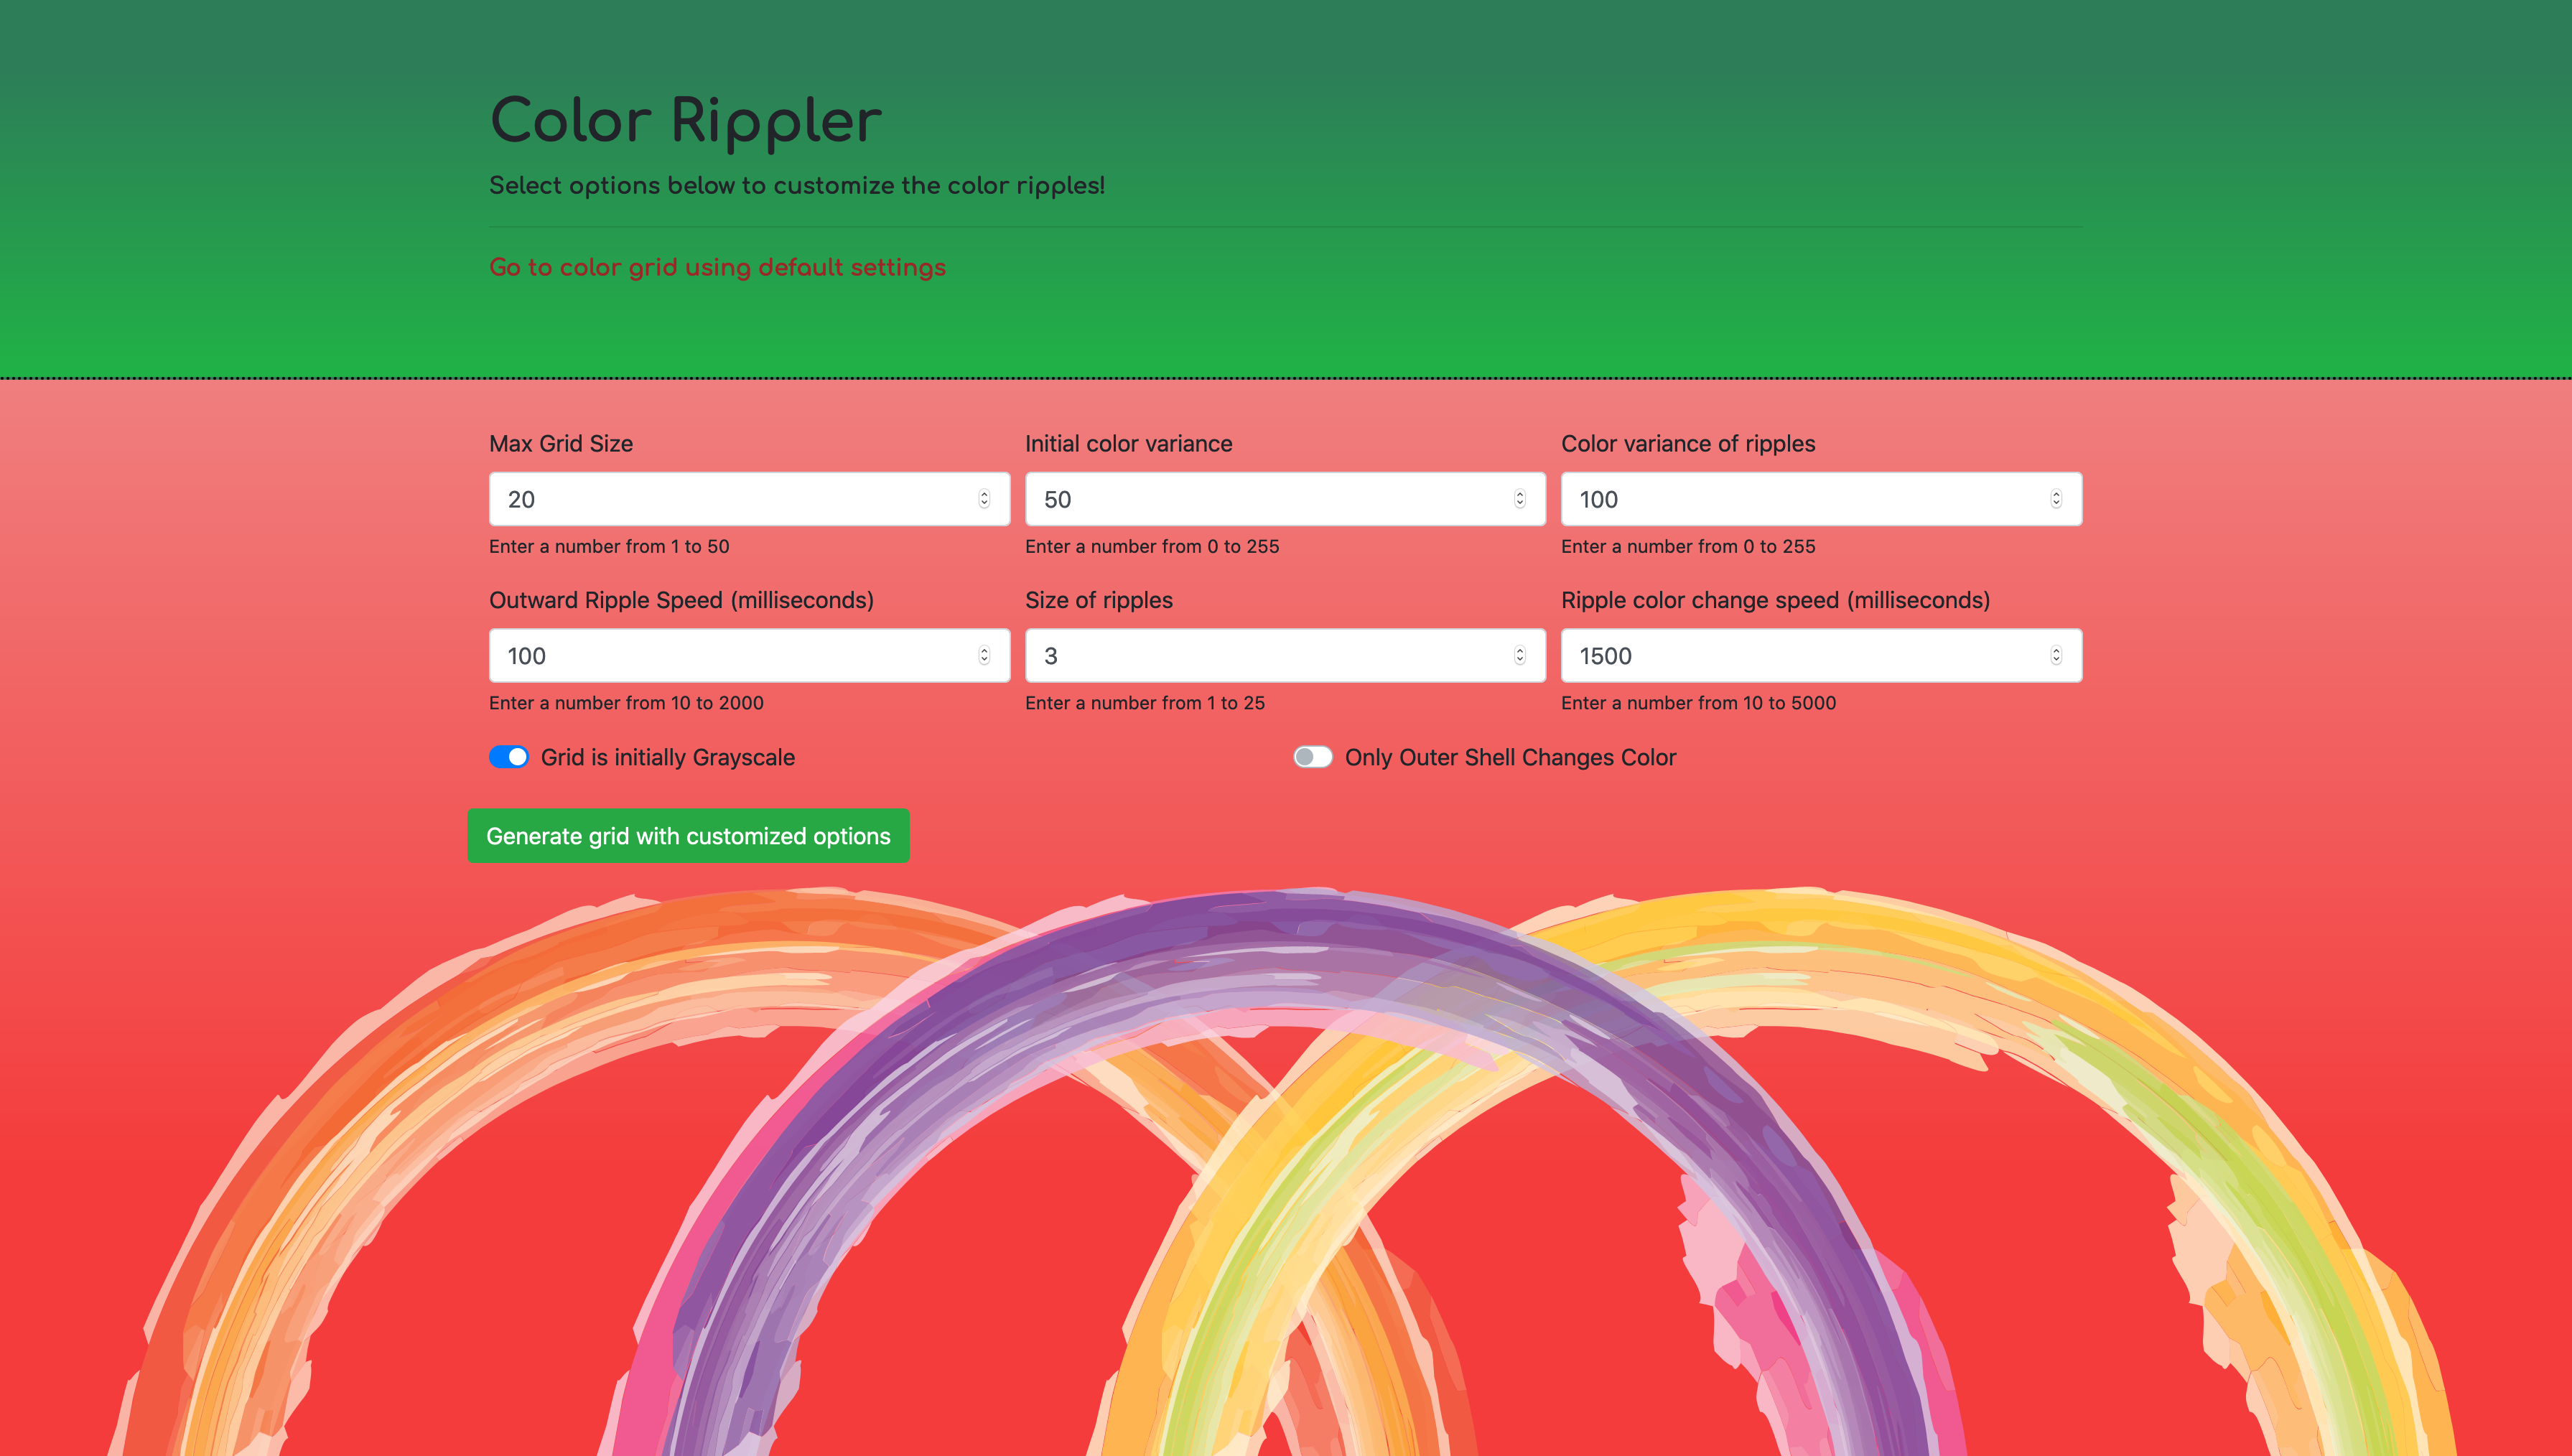 Color Rippler
Select options below to customize the color ripples!
Go to color grid using default settings
Max Grid Size
Initial color variance
Color variance of ripples
20
50
100
Enter a number from 1 to 50
Enter a number from 0 to 255
Enter a number from 0 to 255
Outward Ripple Speed (milliseconds)
Size of ripples
Ripple color change speed (milliseconds)
100
3
1500
Enter a number from 10 to 2000
Enter a number from 1 to 25
Enter a number from 10 to 5000
Grid is initially Grayscale
Only Outer Shell Changes Color
Generate grid with customized options